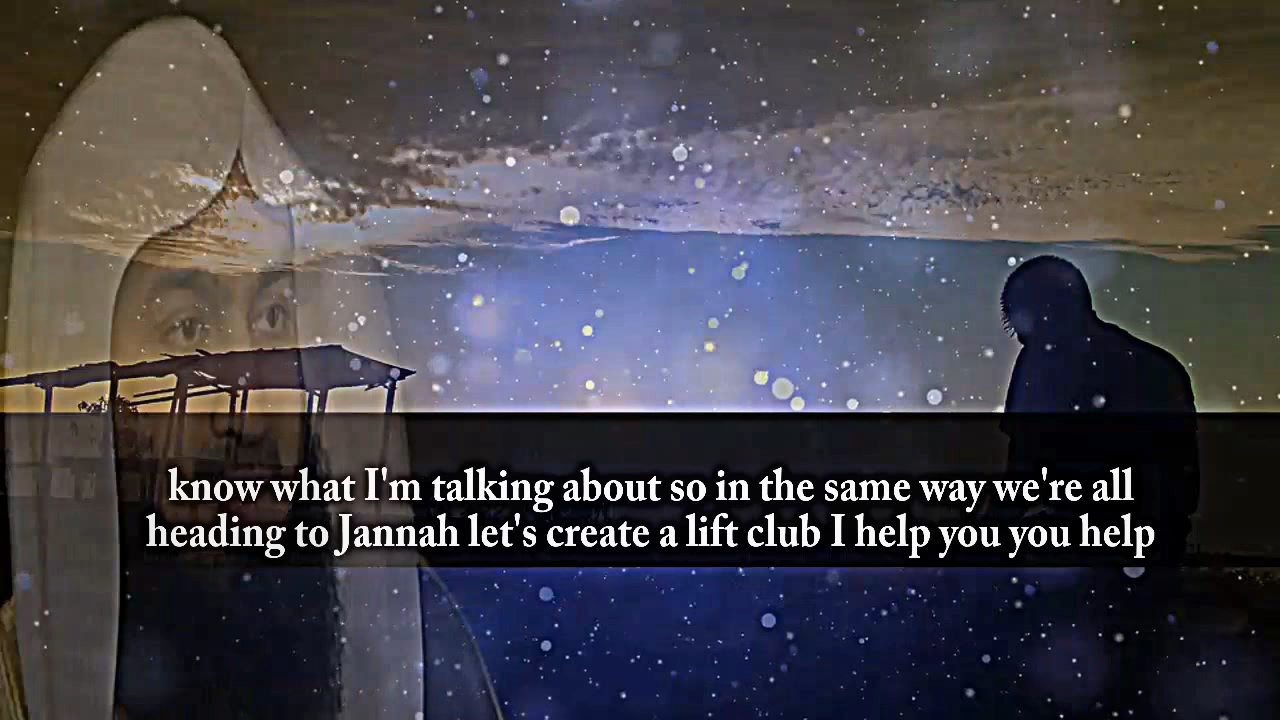 know what I'm talking about so in the same way we're all
heading to Jannah let's create a lift club I help you you help